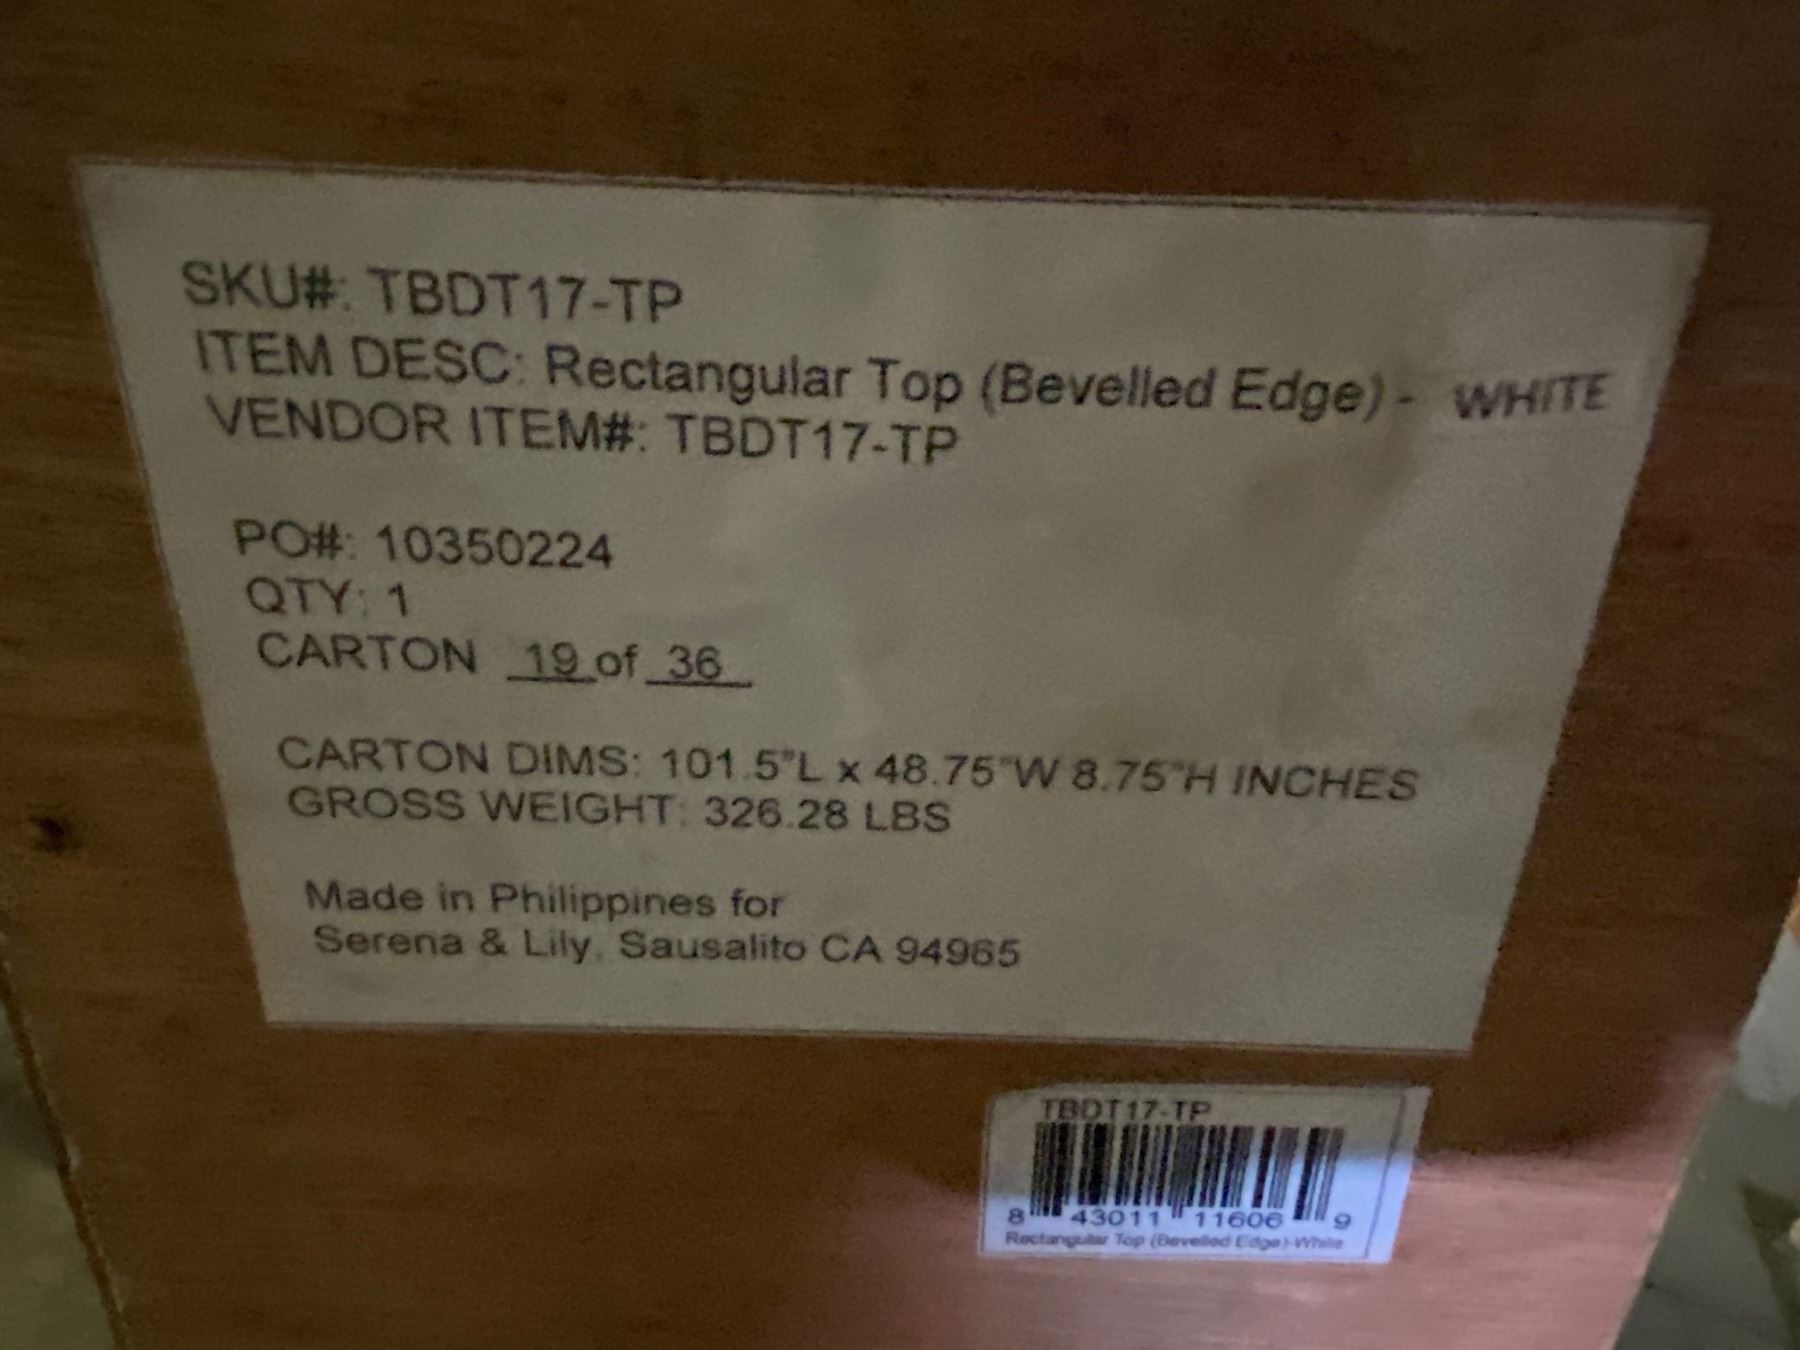 SKU#: TBDT17-TP
ITEM DESC: Rectangular Top (Bevelled Edge) - WHITE
VENDOR ITEM#: TBDT17-TP
PO#: 10350224
QTY: 1
CARTON 19 of 36
CARTON DIMS: 101.5"L x 48.75"W 8.75"H INCHES
GROSS WEIGHT: 326.28 LBS
Made in Philippines for
Serena & Lily, Sausalito CA 94965
TBDT17-TP
8 43011 11606 9
Rectangular Top (Bevelled Edge)-White